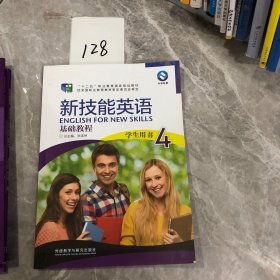 128
"十二五"职业教育国家规划教材
新技能英语
ENGLISH FOR NEW SKILLS
基础教程
学生用书 4
外语教学与研究出版社